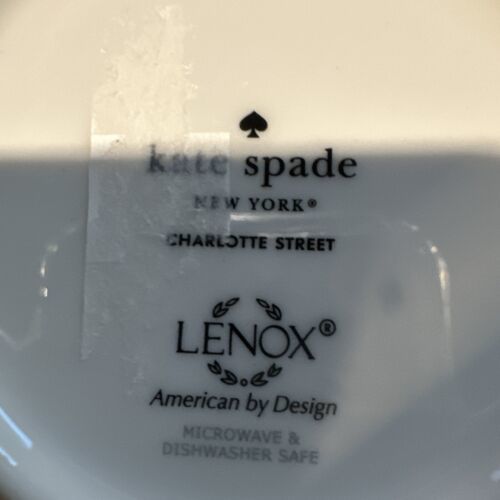 kate spade
NEW YORK®
CHARLOTTE STREET
LENOX®
American by Design
MICROWAVE &
DISHWASHER SAFE